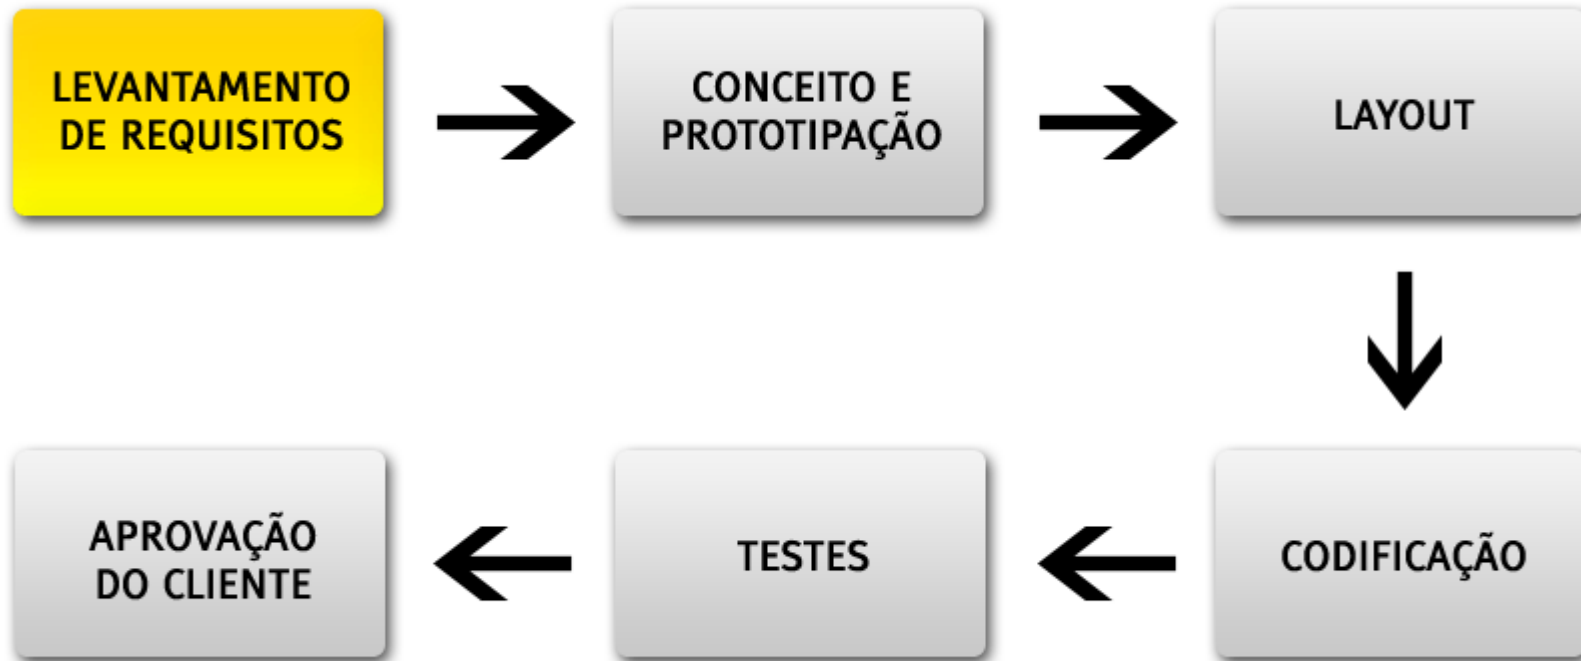 LEVANTAMENTO
DE REQUISITOS
CONCEITO E
PROTOTIPAÇÃO
LAYOUT
CODIFICAÇÃO
TESTES
APROVAÇÃO
DO CLIENTE